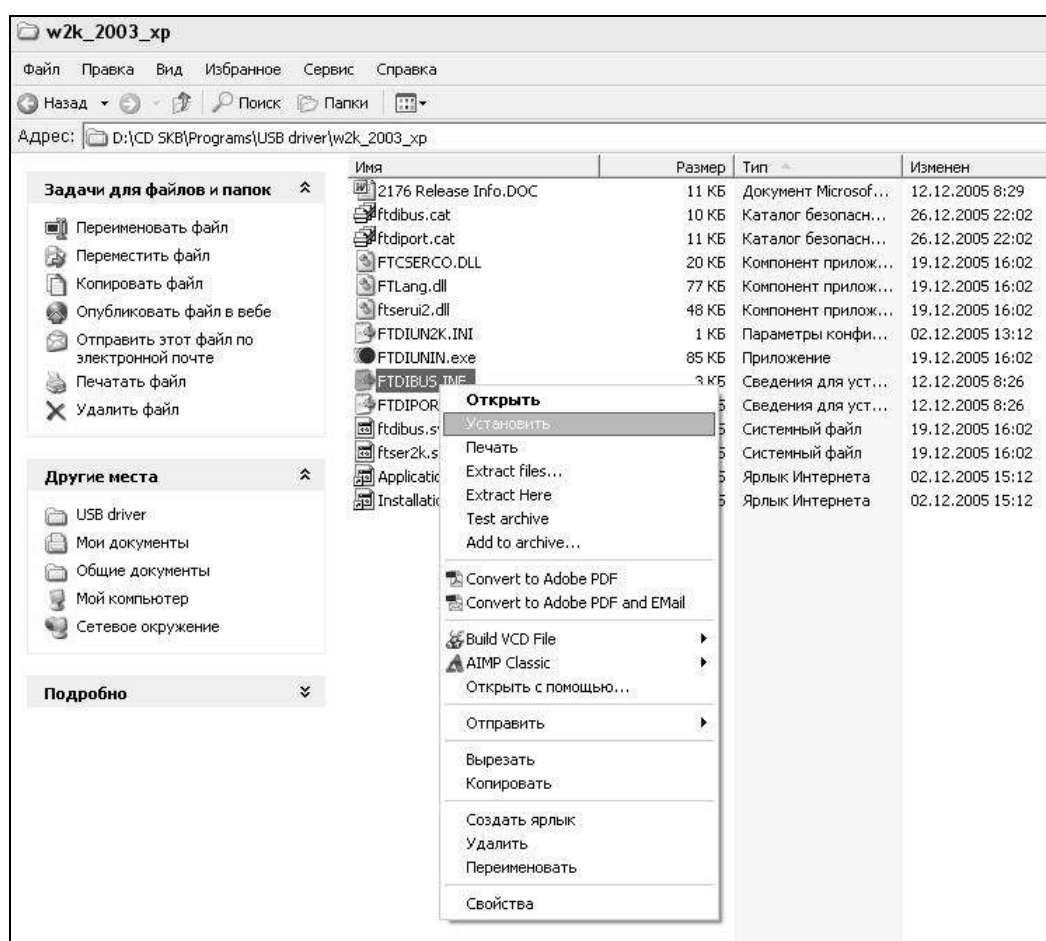 w2k_2003_xp
Файл Правка Вид Избранное Сервис Справка
Назад Поиск Папки
Адрес: D:\CD SKB\Programs\USB driver\w2k_2003_xp
Задачи для файлов и папок
Переименовать файл
Переместить файл
Копировать файл
Опубликовать файл в вебе
Отправить этот файл по
электронной почте
Печатать файл
Удалить файл
Другие места
USB driver
Мои документы
Общие документы
Мой компьютер
Сетевое окружение
Подробно
Имя Размер Тип Изменен
2176 Release Info.DOC 11 КБ Документ Microsof... 12.12.2005 8:29
ftdibus.cat 10 КБ Каталог безопасн... 26.12.2005 22:02
ftdiport.cat 11 КБ Каталог безопасн... 26.12.2005 22:02
FTCSERCO.DLL 20 КБ Компонент прилож... 19.12.2005 16:02
FTLang.dll 77 КБ Компонент прилож... 19.12.2005 16:02
ftserui2.dll 48 КБ Компонент прилож... 19.12.2005 16:02
FTDIUN2K.INI 1 КБ Параметры конфи... 02.12.2005 13:12
FTDIUNIN.exe 85 КБ Приложение 19.12.2005 16:02
FTDIBUS.INF 3 КБ Сведения для уст... 12.12.2005 8:26
FTDIPOR Б Сведения для уст... 12.12.2005 8:26
ftdibus.s Б Системный файл 19.12.2005 16:02
ftser2k.s Б Системный файл 19.12.2005 16:02
Applicatio Б Ярлык Интернета 02.12.2005 15:12
Installatio Б Ярлык Интернета 02.12.2005 15:12
Открыть
Установить
Печать
Extract files...
Extract Here
Test archive
Add to archive...
Convert to Adobe PDF
Convert to Adobe PDF and EMail
Build VCD File
AIMP Classic
Открыть с помощью...
Отправить
Вырезать
Копировать
Создать ярлык
Удалить
Переименовать
Свойства